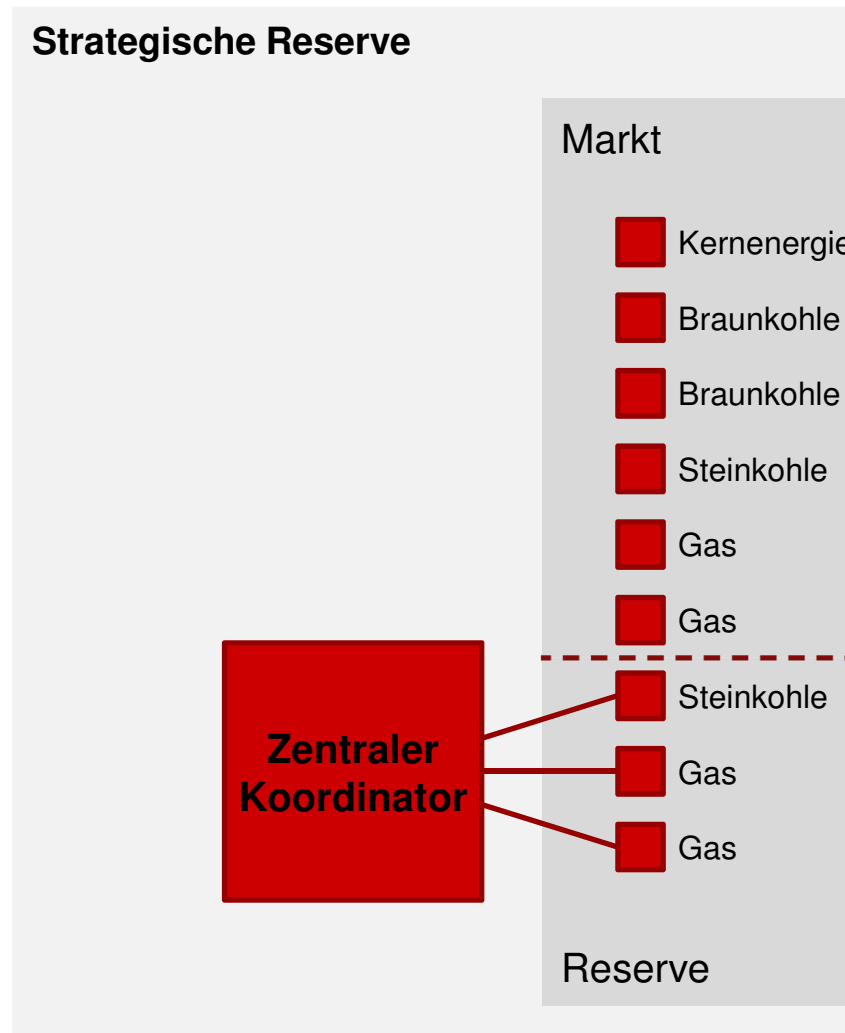 Strategische Reserve
Markt
Kernenergie
Braunkohle
Braunkohle
Steinkohle
Gas
Gas
Steinkohle
Zentraler
Koordinator
Gas
Gas
Reserve